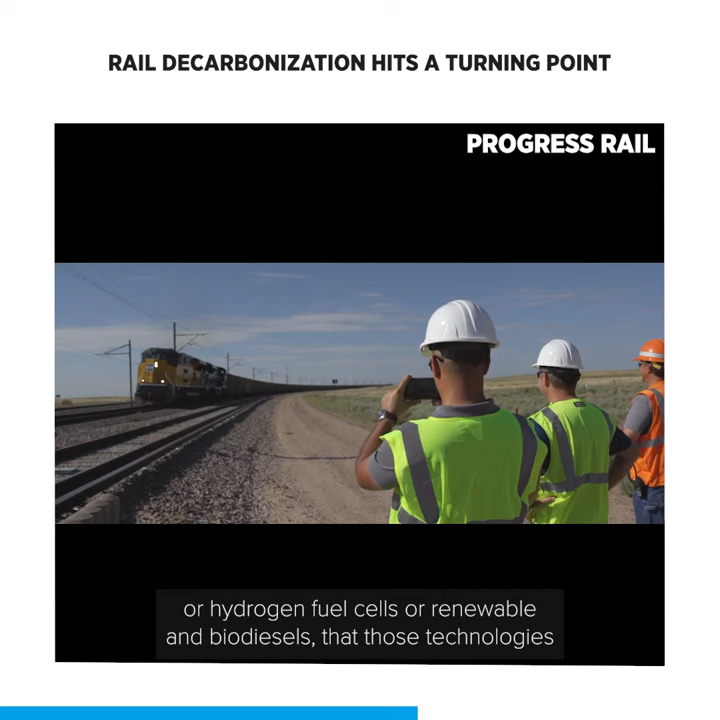 RAIL DECARBONIZATION HITS A TURNING POINT
PROGRESS RAIL
or hydrogen fuel cells or renewable
and biodiesels, that those technologies